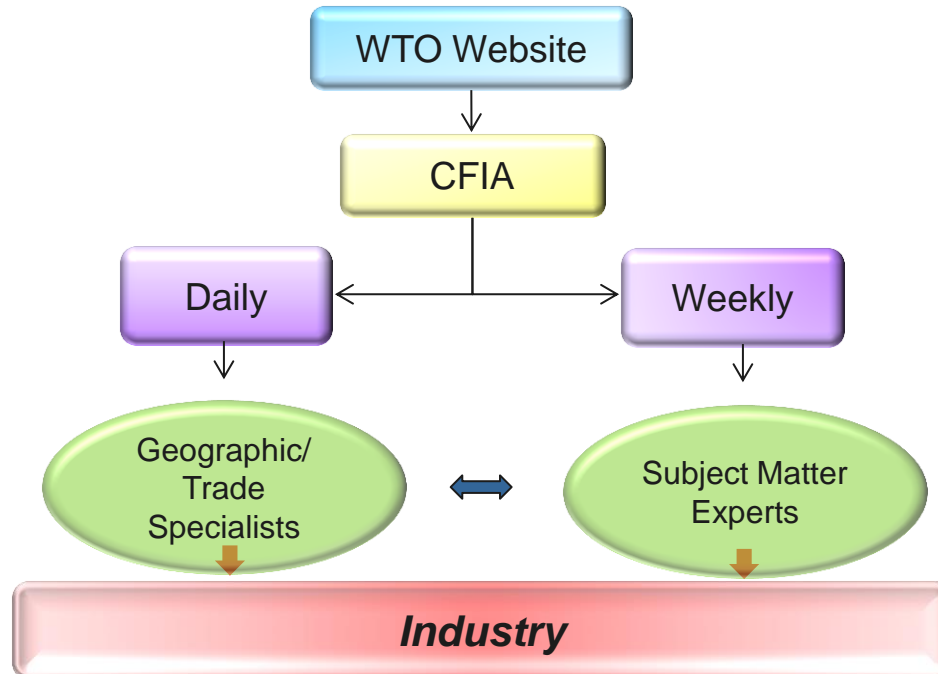 WTO Website
CFIA
Daily
Weekly
Geographic/
Trade
Specialists
Subject Matter
Experts
Industry